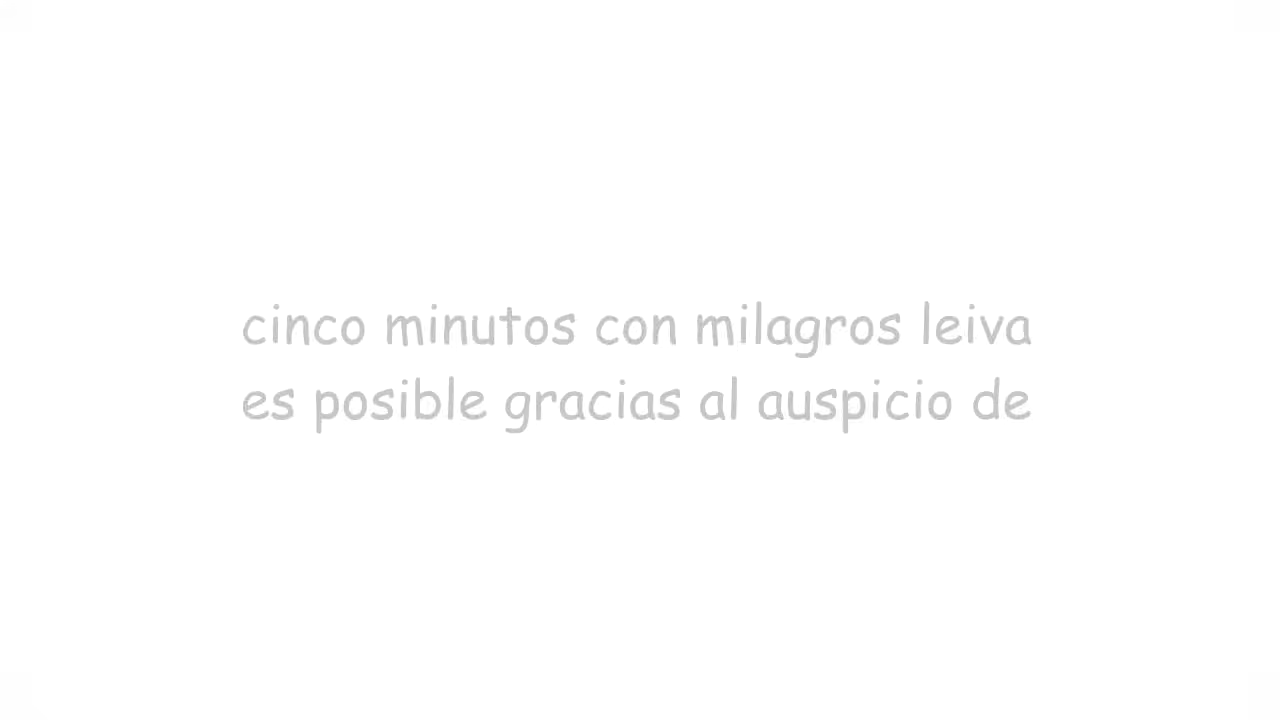 cinco minutos con milagros leiva
es posible gracias al auspicio de